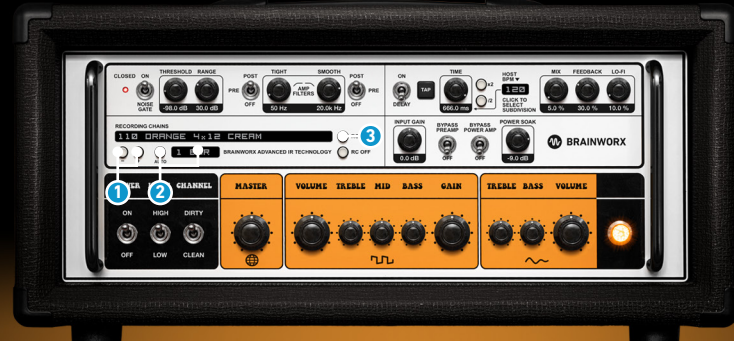 CLOSED ON THRESHOLD RANGE POST TIGHT SMOOTH POST ON TIME x2 HOST BPM▼ MIX FEEDBACK LO-FI
PRE AMP FILTERS PRE TAP /2 120
NOISE GATE -98.0 dB 30.0 dB OFF 50 Hz 20.0k Hz OFF DELAY 666.0 ms CLICK TO SELECT SUBDIVISION 5.0 % 30.0 % 10.0 %
RECORDING CHAINS INPUT GAIN BYPASS PREAMP BYPASS POWER AMP POWER SOAK
110 ORANGE 4x12 CREAM 3
BRAINWORX
AUTO BRAINWORX ADVANCED IR TECHNOLOGY RC OFF 0.0 dB OFF OFF -9.0 dB
1 2
CHANNEL MASTER VOLUME TREBLE MID BASS GAIN TREBLE BASS VOLUME
ON HIGH DIRTY
OFF LOW CLEAN